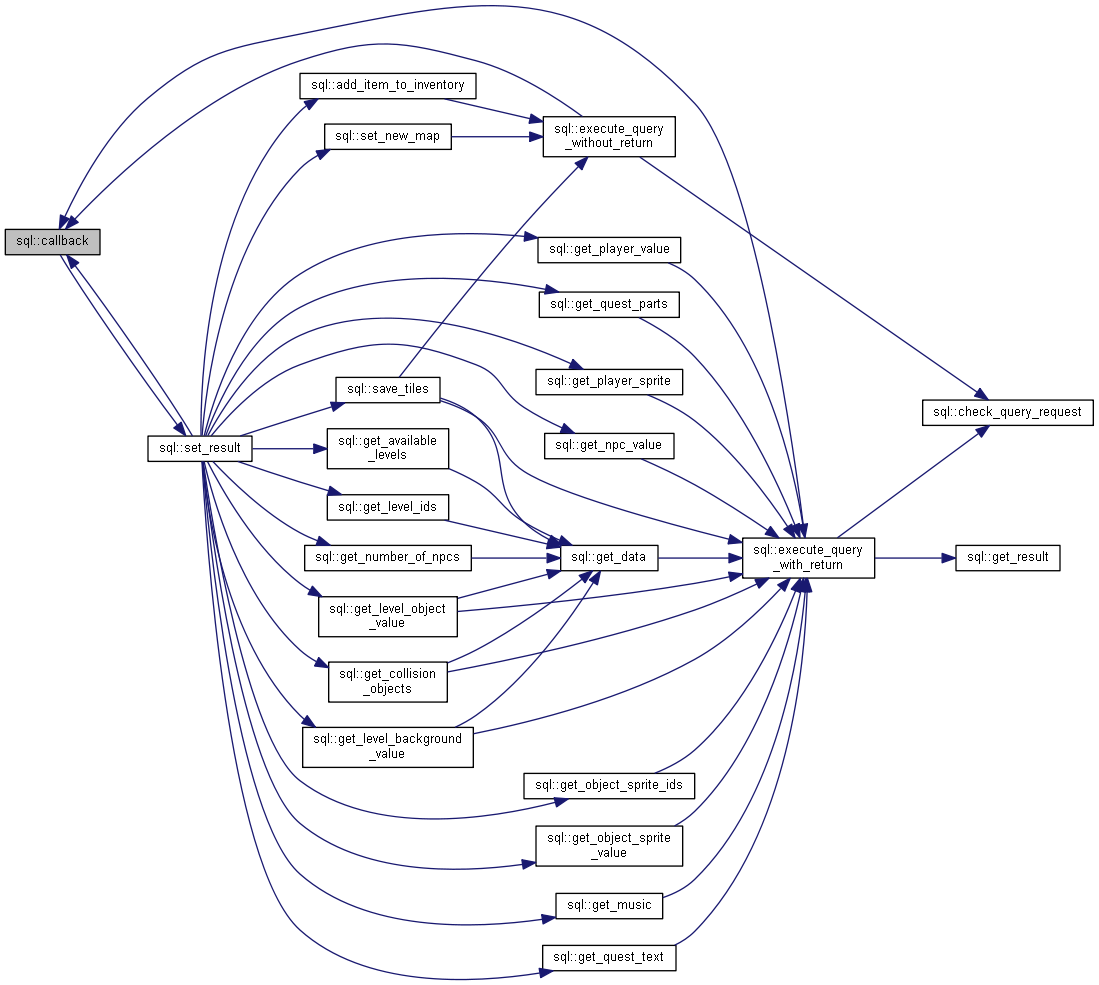 sql::add_item_to_inventory
sql::set_new_map
sql::execute_query
_without_return
sql::callback
sql::get_player_value
sql::get_quest_parts
sql::get_player_sprite
sql::save_tiles
sql::check_query_request
sql::set_result
sql::get_available
_levels
sql::get_npc_value
sql::get_level_ids
sql::get_number_of_npcs
sql::get_data
sql::execute_query
_with_return
sql::get_result
sql::get_level_object
_value
sql::get_collision
_objects
sql::get_level_background
_value
sql::get_object_sprite_ids
sql::get_object_sprite
_value
sql::get_music
sql::get_quest_text